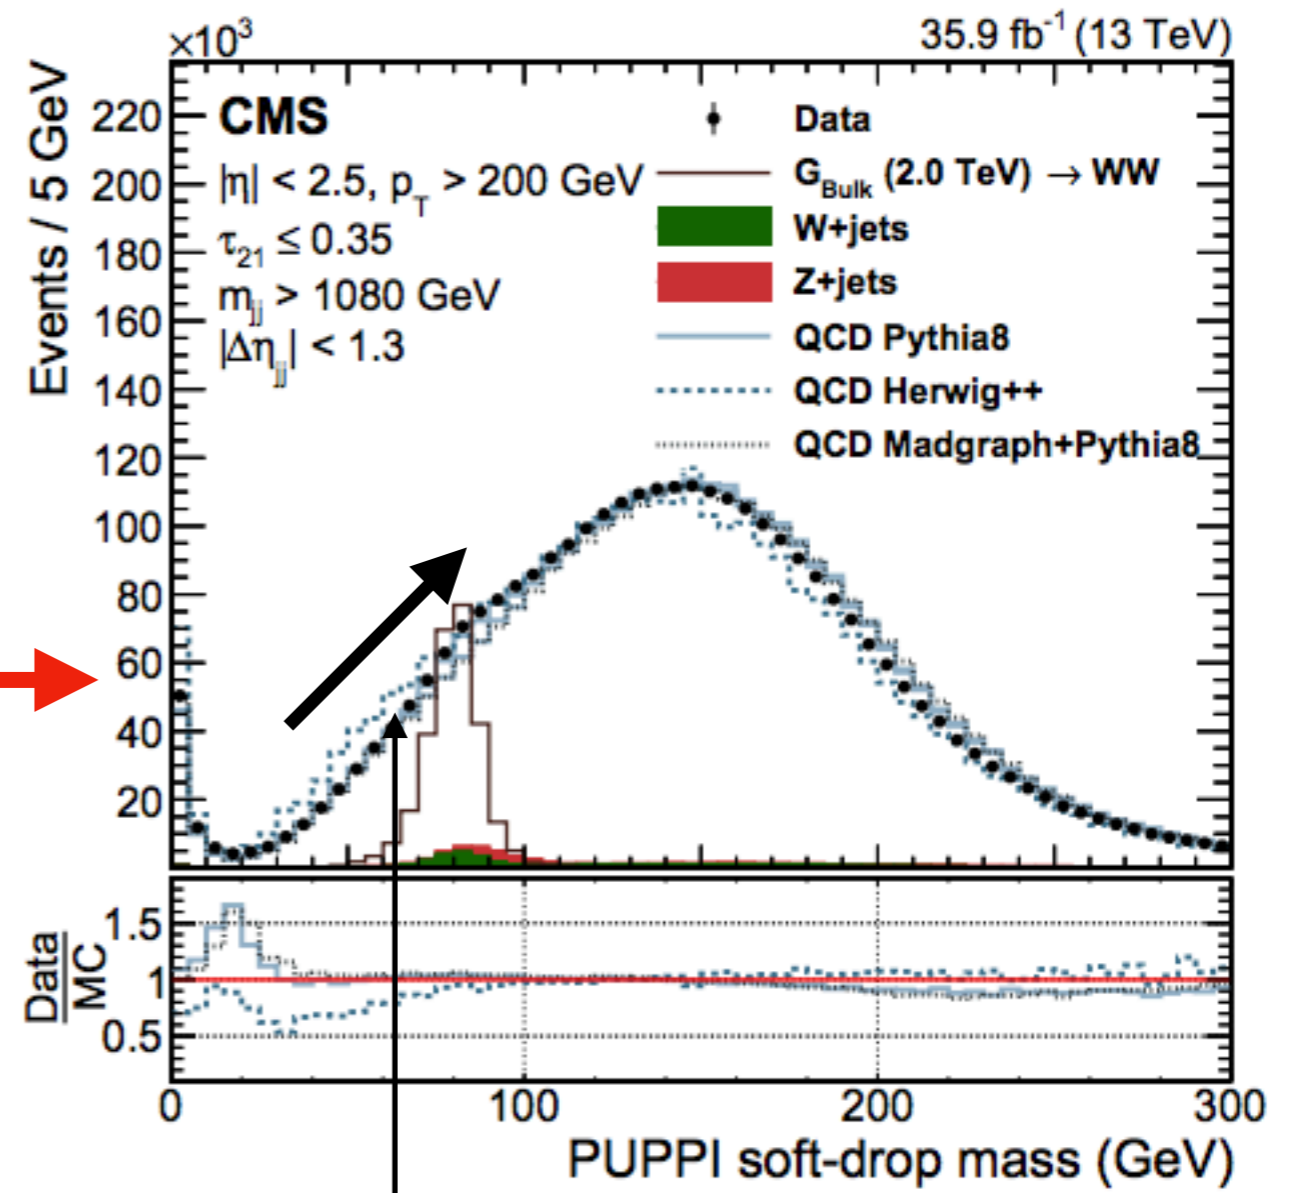 ×10³
35.9 fb⁻¹ (13 TeV)
Events / 5 GeV
220
200
180
160
140
120
100
80
60
40
20
CMS
|η| < 2.5, p_T > 200 GeV
τ₂₁ ≤ 0.35
m_jj > 1080 GeV
|Δη_jj| < 1.3
Data
G_Bulk (2.0 TeV) → WW
W+jets
Z+jets
QCD Pythia8
QCD Herwig++
QCD Madgraph+Pythia8
Data
MC
1.5
1
0.5
0
100
200
300
PUPPI soft-drop mass (GeV)